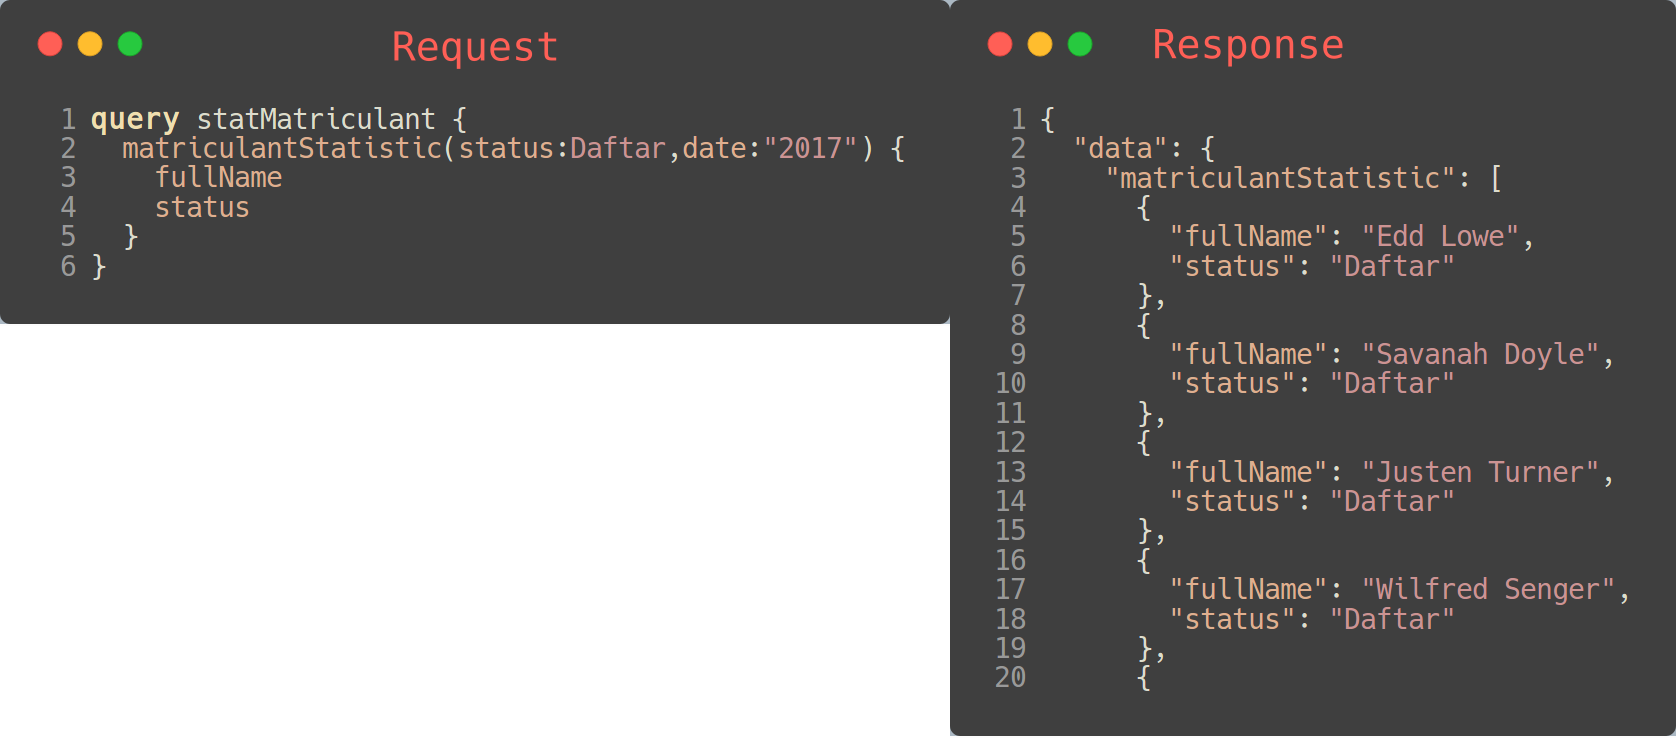 Request
1 query statMatriculant {
2   matriculantStatistic(status:Daftar,date:"2017") {
3     fullName
4     status
5   }
6 }
Response
1 {
2   "data": {
3     "matriculantStatistic": [
4       {
5         "fullName": "Edd Lowe",
6         "status": "Daftar"
7       },
8       {
9         "fullName": "Savanah Doyle",
10         "status": "Daftar"
11       },
12       {
13         "fullName": "Justen Turner",
14         "status": "Daftar"
15       },
16       {
17         "fullName": "Wilfred Senger",
18         "status": "Daftar"
19       },
20       {